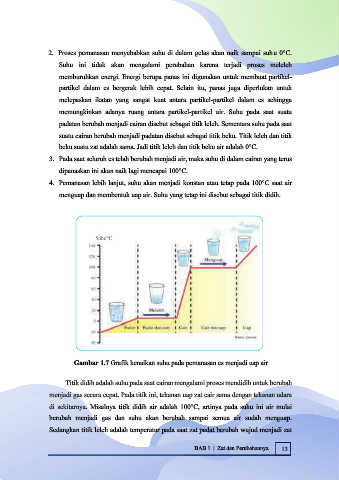 2. Proses pemanasan menyebabkan suhu di dalam gelas akan naik sampai suhu 0°C.
Suhu ini tidak akan mengalami perubahan karena terjadi proses meleleh
membutuhkan energi. Energi berupa panas ini digunakan untuk membuat partikel-
partikel dalam es bergerak lebih cepat. Selain itu, panas juga diperlukan untuk
melepaskan ikatan yang sangat kuat antara partikel-partikel dalam es sehingga
memungkinkan adanya ruang antara partikel-partikel air. Suhu pada saat suatu
padatan berubah menjadi cairan disebut sebagai titik leleh. Sementara suhu pada saat
suatu cairan berubah menjadi padatan disebut sebagai titik beku. Titik leleh dan titik
beku suatu zat adalah sama. Jadi titik leleh dan titik beku air adalah 0°C.
3. Pada saat seluruh es telah berubah menjadi air, maka suhu di dalam cairan yang terus
dipanaskan ini akan naik lagi mencapai 100°C.
4. Pemanasan lebih lanjut, suhu akan menjadi konstan atau tetap pada 100°C saat air
menguap dan membentuk uap air. Suhu yang tetap ini disebut sebagai titik didih.
Suhu°C
140
120
100
80
60
40
20
Menguap
Meleleh
Padat
Padat dan cair
Cair
Cair dan uap
Uap
Gambar 1.7 Grafik kenaikan suhu pada pemanasan es menjadi uap air
Titik didih adalah suhu pada saat cairan mengalami proses mendidih untuk berubah
menjadi gas secara cepat. Pada titik ini, tekanan uap zat cair sama dengan tekanan udara
di sekitarnya. Misalnya titik didih air adalah 100°C, artinya pada suhu ini air mulai
berubah menjadi gas dan suhu akan berubah sampai semua air sudah menguap.
Sedangkan titik leleh adalah temperatur pada saat zat padat berubah wujud menjadi zat
BAB 1 | Zat dan Perubahannya
13